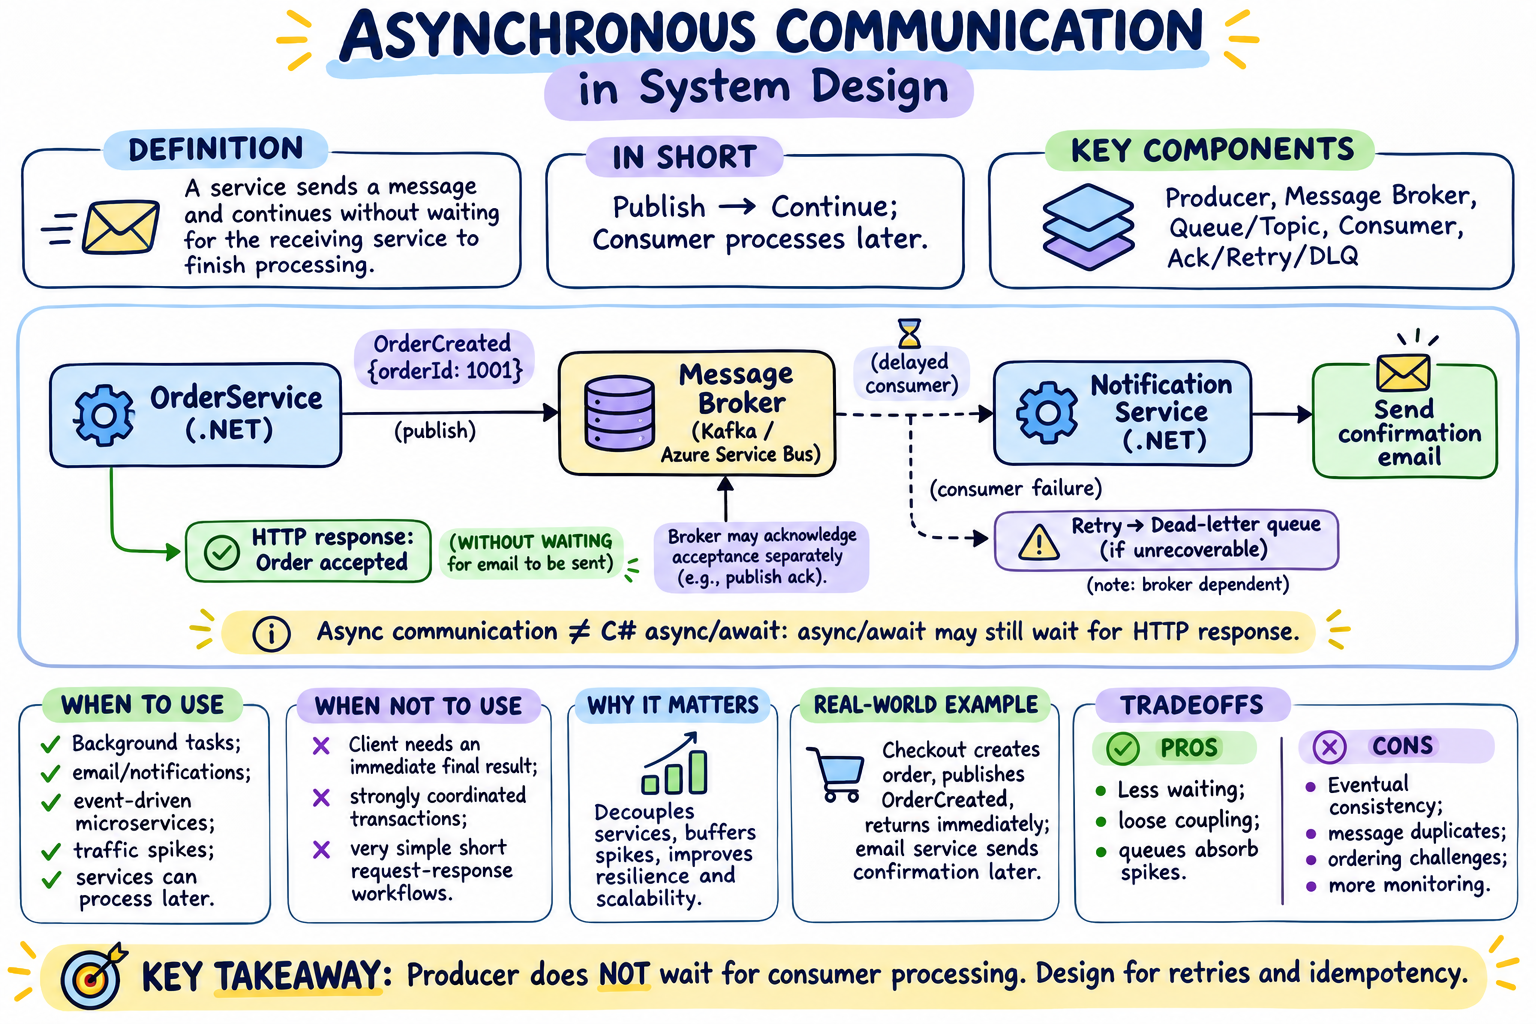 ASYNCHRONOUS COMMUNICATION
in System Design
DEFINITION
A service sends a message
and continues without waiting
for the receiving service to
finish processing.
IN SHORT
Publish → Continue;
Consumer processes later.
KEY COMPONENTS
Producer, Message Broker,
Queue/Topic, Consumer,
Ack/Retry/DLQ
OrderService
(.NET)
OrderCreated
{orderId: 1001}
(publish)
Message
Broker
(Kafka /
Azure Service Bus)
(delayed
consumer)
Notification
Service
(.NET)
Send
confirmation
email
HTTP response:
Order accepted
(WITHOUT WAITING
for email to be sent)
Broker may acknowledge
acceptance separately
(e.g., publish ack).
(consumer failure)
Retry → Dead-letter queue
(if unrecoverable)
(note: broker dependent)
i Async communication ≠ C# async/await: async/await may still wait for HTTP response.
WHEN TO USE
✓ Background tasks;
✓ email/notifications;
✓ event-driven
microservices;
✓ traffic spikes;
✓ services can
process later.
WHEN NOT TO USE
✗ Client needs an
immediate final result;
✗ strongly coordinated
transactions;
✗ very simple short
request-response
workflows.
WHY IT MATTERS
Decouples
services, buffers
spikes, improves
resilience and
scalability.
REAL-WORLD EXAMPLE
Checkout creates
order, publishes
OrderCreated,
returns immediately;
email service sends
confirmation later.
TRADEOFFS
PROS
• Less waiting;
• loose coupling;
• queues absorb
spikes.
CONS
• Eventual
consistency;
• message duplicates;
• ordering challenges;
• more monitoring.
KEY TAKEAWAY: Producer does NOT wait for consumer processing. Design for retries and idempotency.